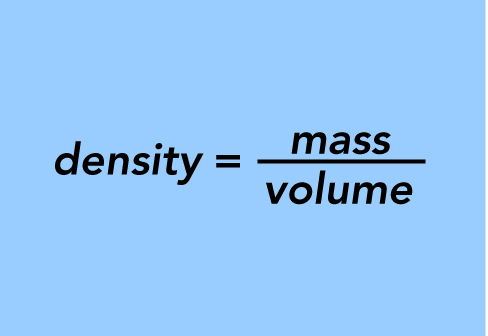 density = mass
volume